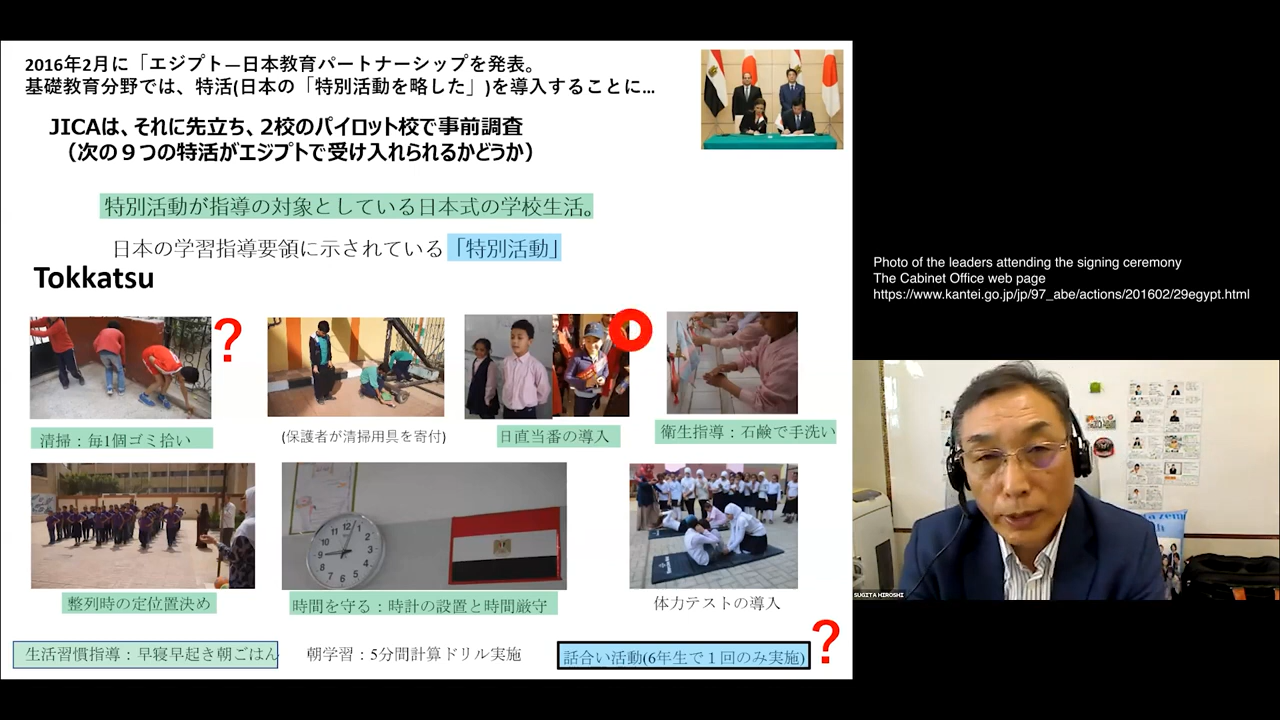 2016年2月に「エジプト—日本教育パートナーシップを発表。
基礎教育分野では、特活(日本の「特別活動を略した」)を導入することに...
JICAは、それに先立ち、2校のパイロット校で事前調査
（次の９つの特活がエジプトで受け入れられるかどうか）
特別活動が指導の対象としている日本式の学校生活。
日本の学習指導要領に示されている「特別活動」
Tokkatsu
?
清掃：毎1個ゴミ拾い
(保護者が清掃用具を寄付)
日直当番の導入
衛生指導：石鹸で手洗い
整列時の定位置決め
時間を守る：時計の設置と時間厳守
体力テストの導入
生活習慣指導：早寝早起き朝ごはん
朝学習：5分間計算ドリル実施
話合い活動(6年生で１回のみ実施)
?
Photo of the leaders attending the signing ceremony
The Cabinet Office web page
https://www.kantei.go.jp/jp/97_abe/actions/201602/29egypt.html
SUGITA HIROSHI